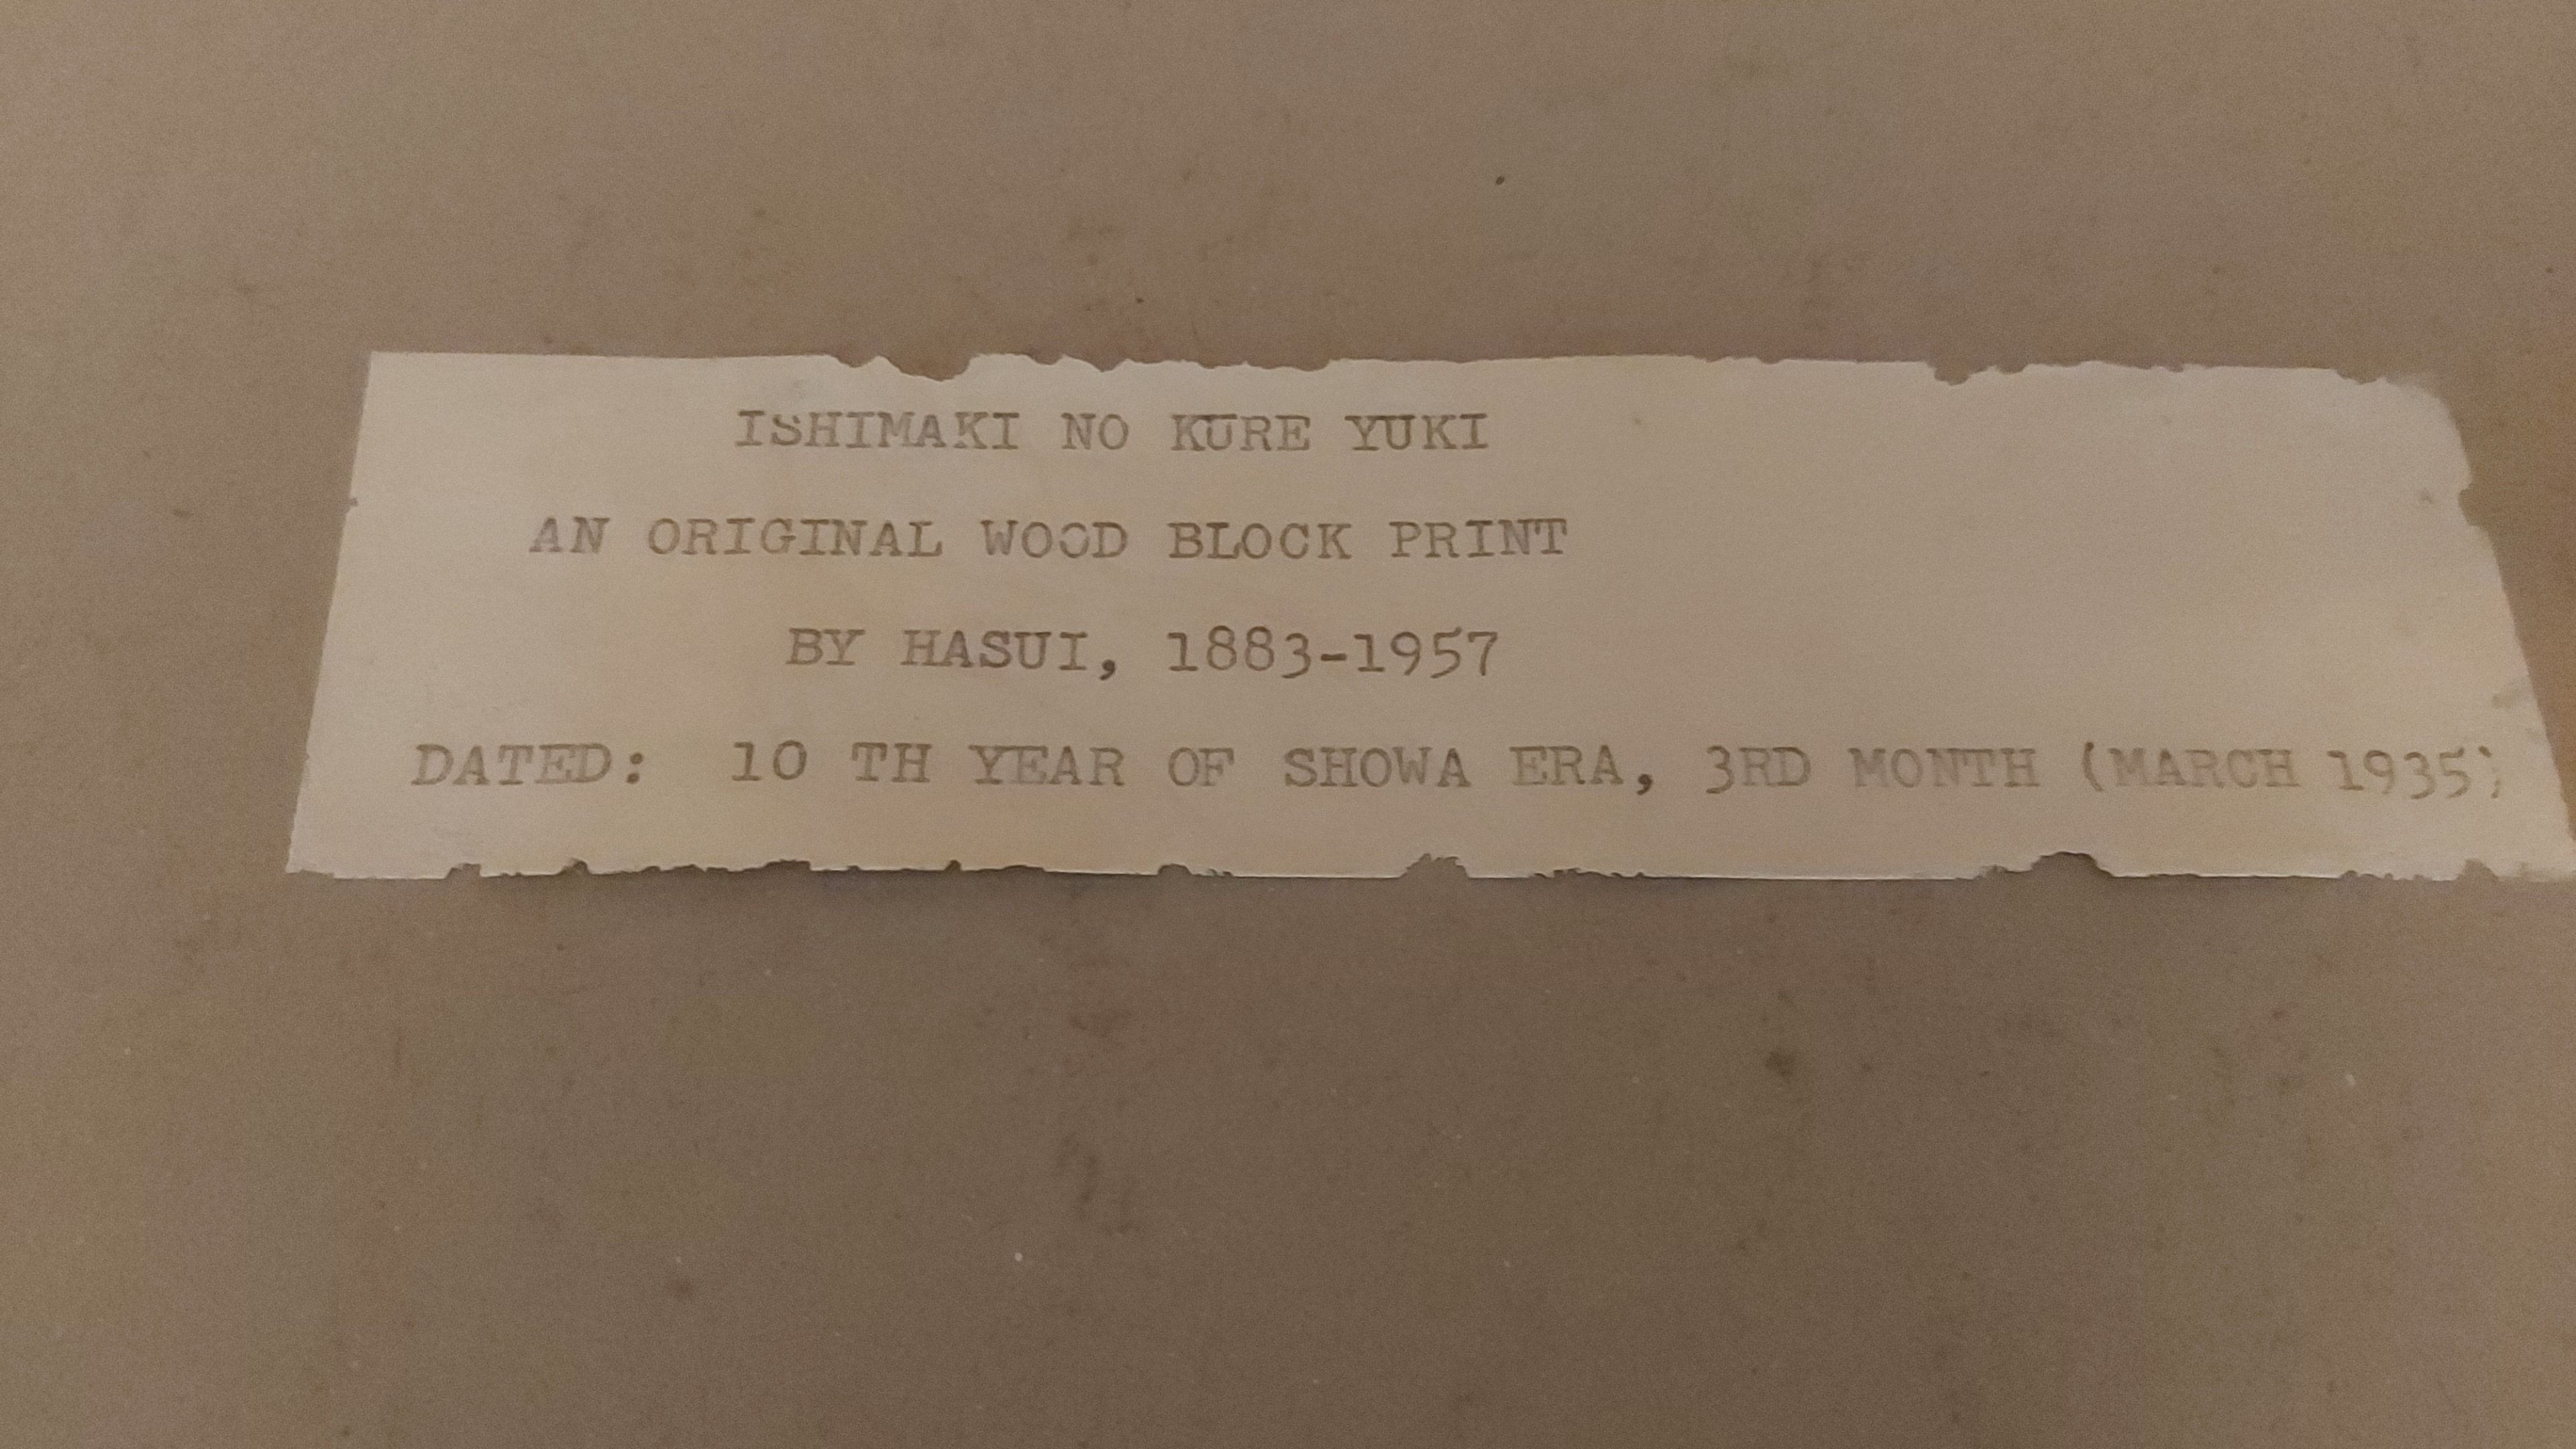 ISHIMAKI NO KURE YUKI
AN ORIGINAL WOOD BLOCK PRINT
BY HASUI, 1883-1957
DATED: 10 TH YEAR OF SHOWA ERA, 3RD MONTH (MARCH 1935)